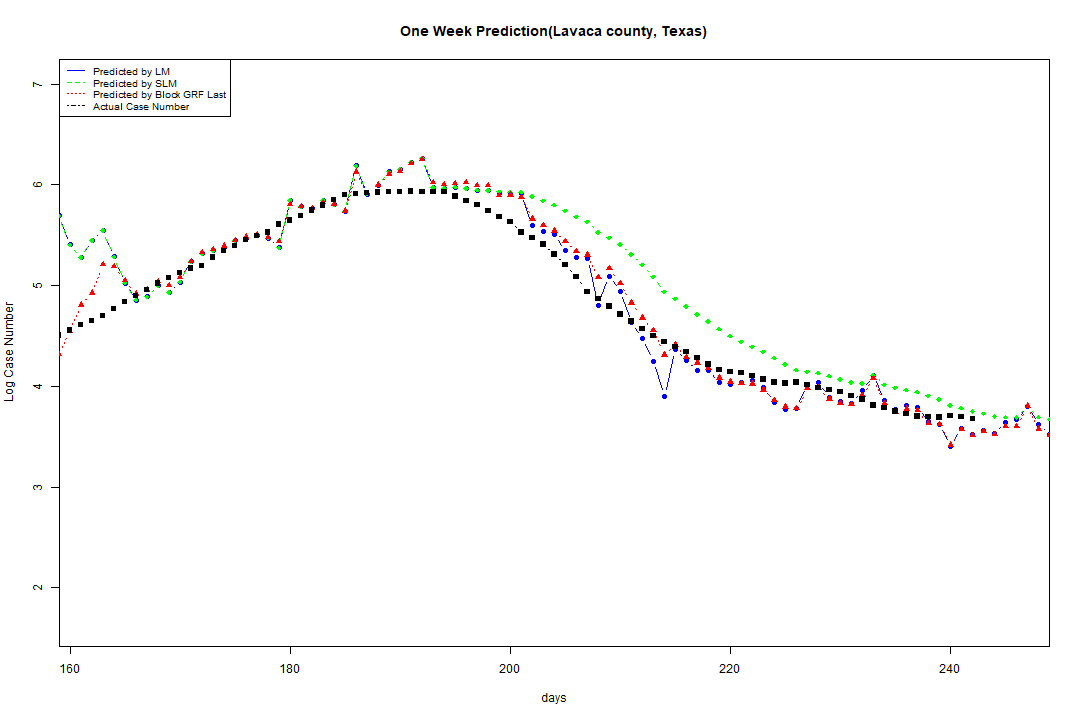 One Week Prediction(Lavaca county, Texas)
Predicted by LM
Predicted by SLM
Predicted by Block GRF Last
Actual Case Number
7
6
5
4
3
2
Log Case Number
160 180 200 220 240
days